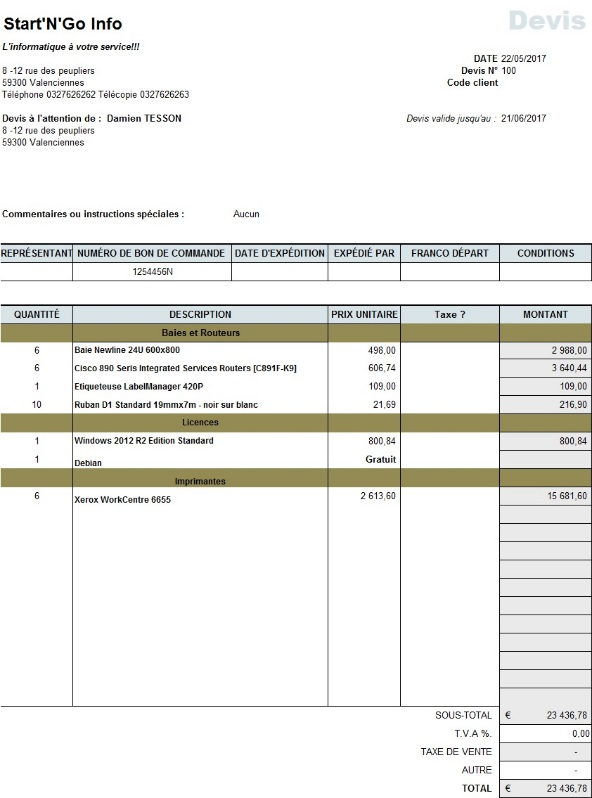 Start'N'Go Info
Devis
L'informatique à votre service!!!
DATE 22/05/2017
8 -12 rue des peupliers
Devis N° 100
59300 Valenciennes
Code client
Téléphone 0327626262 Télécopie 0327626263
Devis à l'attention de : Damien TESSON
Devis valide jusqu'au : 21/06/2017
8 -12 rue des peupliers
59300 Valenciennes
Commentaires ou instructions spéciales : Aucun
REPRÉSENTANT NUMÉRO DE BON DE COMMANDE DATE D'EXPÉDITION EXPÉDIÉ PAR FRANCO DÉPART CONDITIONS
1254456N
QUANTITÉ DESCRIPTION PRIX UNITAIRE Taxe ? MONTANT
Baies et Routeurs
6 Baie Newline 24U 600x800 498,00 2 988,00
6 Cisco 890 Seris Integrated Services Routers [C891F-K9] 606,74 3 640,44
1 Etiqueteuse LabelManager 420P 109,00 109,00
10 Ruban D1 Standard 19mmx7m - noir sur blanc 21,69 216,90
Licences
1 Windows 2012 R2 Edition Standard 800,84 800,84
1 Debian Gratuit
Imprimantes
6 Xerox WorkCentre 6655 2 613,60 15 681,60
SOUS-TOTAL € 23 436,78
T.V.A %. 0,00
TAXE DE VENTE -
AUTRE -
TOTAL € 23 436,78